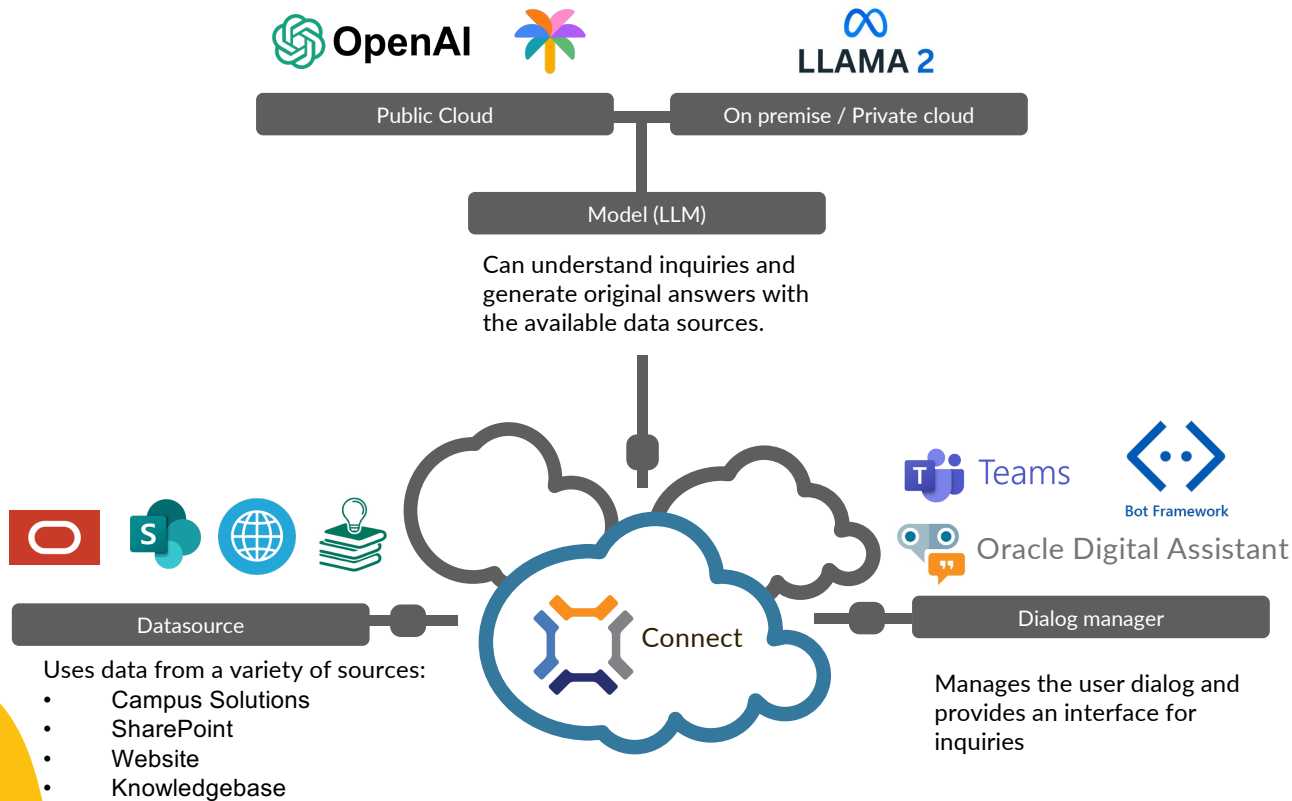 OpenAI
LLAMA 2
Public Cloud
On premise / Private cloud
Model (LLM)
Can understand inquiries and
generate original answers with
the available data sources.
Teams
Bot Framework
Oracle Digital Assistant
S
T
Datasource
Connect
Dialog manager
Uses data from a variety of sources:
• Campus Solutions
• SharePoint
• Website
• Knowledgebase
Manages the user dialog and
provides an interface for
inquiries